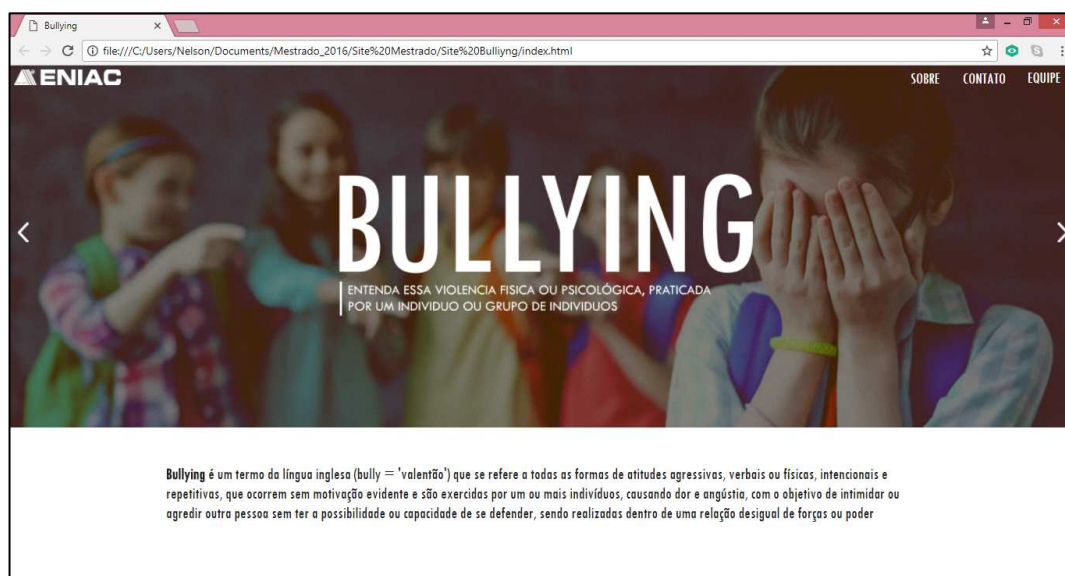 Bullying
file:///C:/Users/Nelson/Documents/Mestrado_2016/Site%20Mestrado/Site%20Bulliyng/index.html
ENIAC
SOBRE CONTATO EQUIPE
BULLYING
ENTENDA ESSA VIOLENCIA FISICA OU PSICOLÓGICA, PRATICADA
POR UM INDIVIDUO OU GRUPO DE INDIVIDUOS
Bullying é um termo da língua inglesa (bully = 'valentão') que se refere a todas as formas de atitudes agressivas, verbais ou físicas, intencionais e
repetitivas, que ocorrem sem motivação evidente e são exercidas por um ou mais indivíduos, causando dor e angústia, com o objetivo de intimidar ou
agredir outra pessoa sem ter a possibilidade ou capacidade de se defender, sendo realizadas dentro de uma relação desigual de forças ou poder